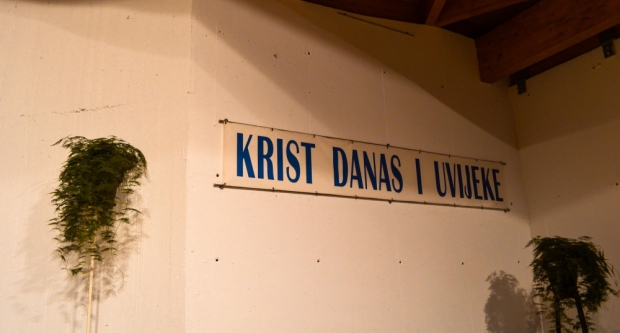 KRIST DANAS I UVIJEKE